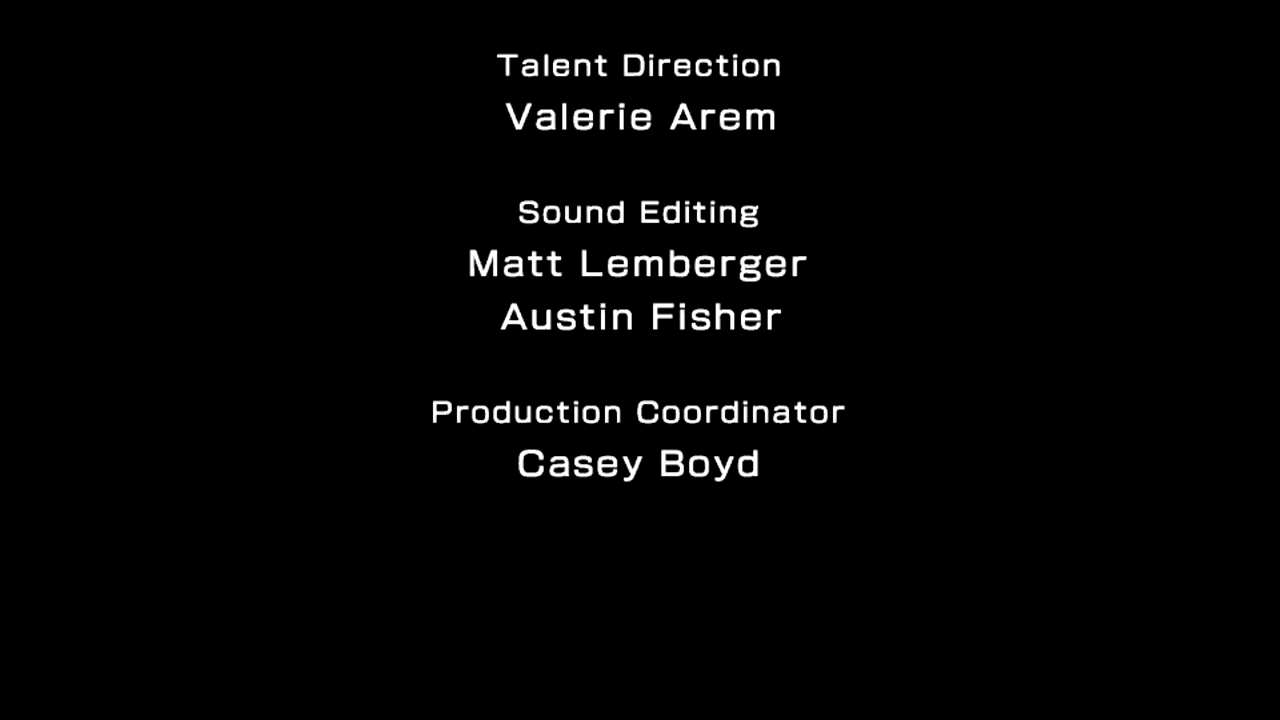 Talent Direction
Valerie Arem
Sound Editing
Matt Lemberger
Austin Fisher
Production Coordinator
Casey Boyd